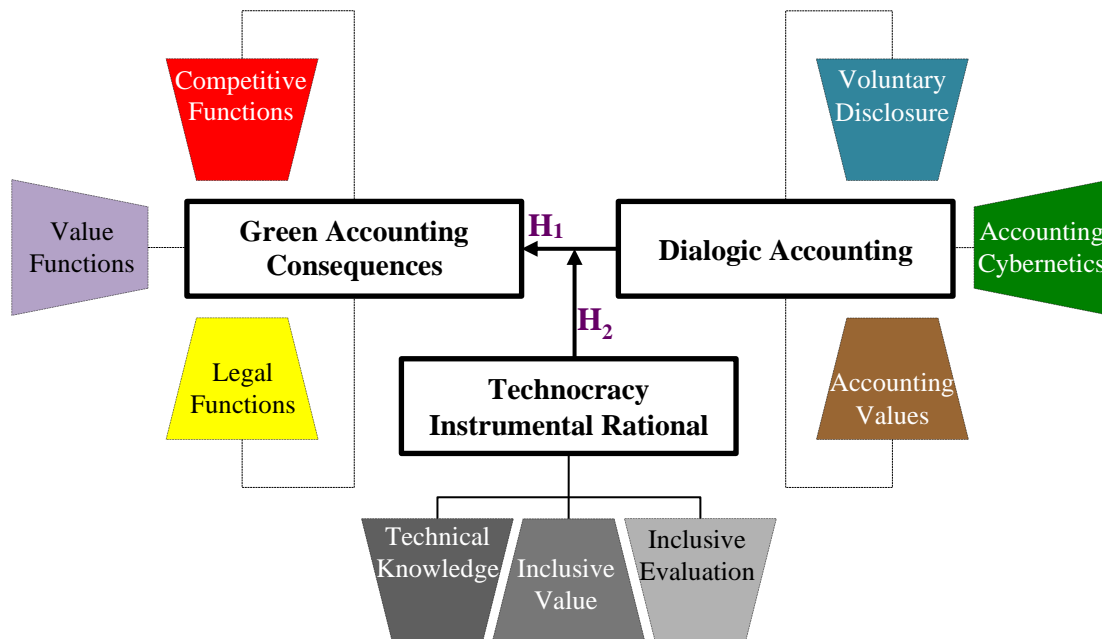 Competitive
Functions
Voluntary
Disclosure
Value
Functions
Green Accounting
Consequences
H₁
Dialogic Accounting
Accounting
Cybernetics
H₂
Legal
Functions
Technocracy
Instrumental Rational
Accounting
Values
Technical
Knowledge
Inclusive
Value
Inclusive
Evaluation